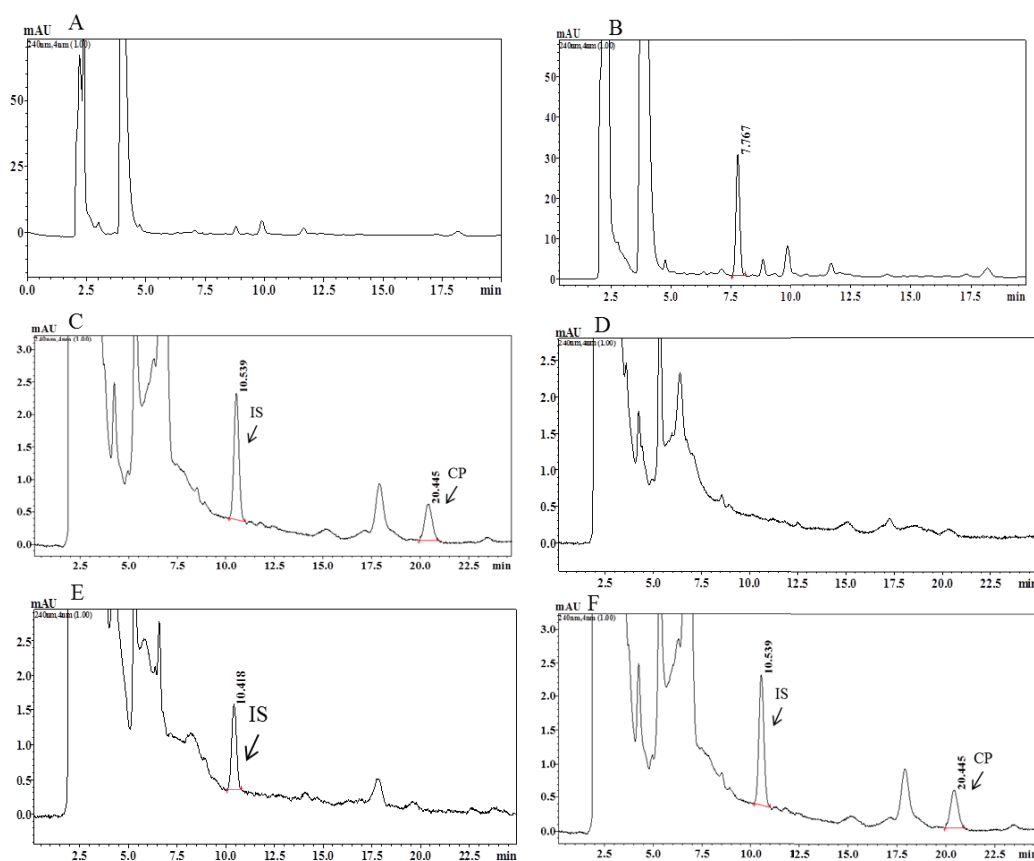 A
mAU
240nm,4nm (1.00)
50
25
0
0.0 2.5 5.0 7.5 10.0 12.5 15.0 17.5 min
B
mAU
240nm,4nm (1.00)
50
40
30
20
10
0
7.767
2.5 5.0 7.5 10.0 12.5 15.0 17.5 min
C
mAU
240nm,4nm (1.00)
3.0
2.5
2.0
1.5
1.0
0.5
0.0
10.539
IS
20.445
CP
2.5 5.0 7.5 10.0 12.5 15.0 17.5 20.0 22.5 min
D
mAU
240nm,4nm (1.00)
2.5
2.0
1.5
1.0
0.5
0.0
2.5 5.0 7.5 10.0 12.5 15.0 17.5 20.0 22.5 min
E
mAU
240nm,4nm (1.00)
2.5
2.0
1.5
1.0
0.5
0.0
10.418
IS
2.5 5.0 7.5 10.0 12.5 15.0 17.5 20.0 22.5 min
F
mAU
240nm,4nm (1.00)
3.0
2.5
2.0
1.5
1.0
0.5
0.0
10.539
IS
20.445
CP
2.5 5.0 7.5 10.0 12.5 15.0 17.5 20.0 22.5 min